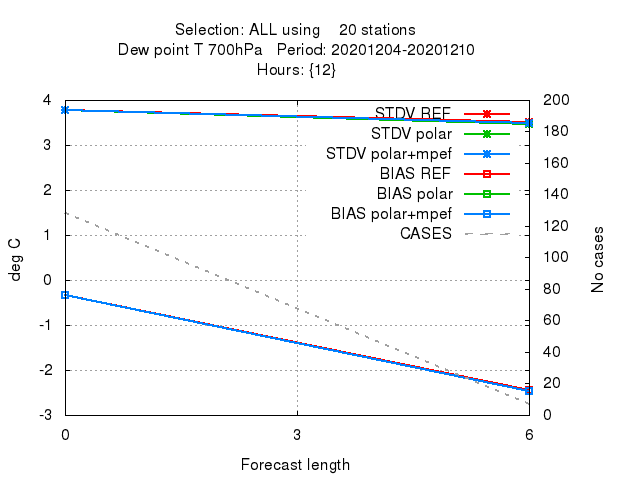 Selection: ALL using    20 stations
Dew point T 700hPa   Period: 20201204-20201210
Hours: {12}
4
3
2
1
0
-1
-2
-3
deg C
200
180
160
140
120
100
80
60
40
20
0
No cases
STDV REF
STDV polar
STDV polar+mpef
BIAS REF
BIAS polar
BIAS polar+mpef
CASES
0 3 6
Forecast length